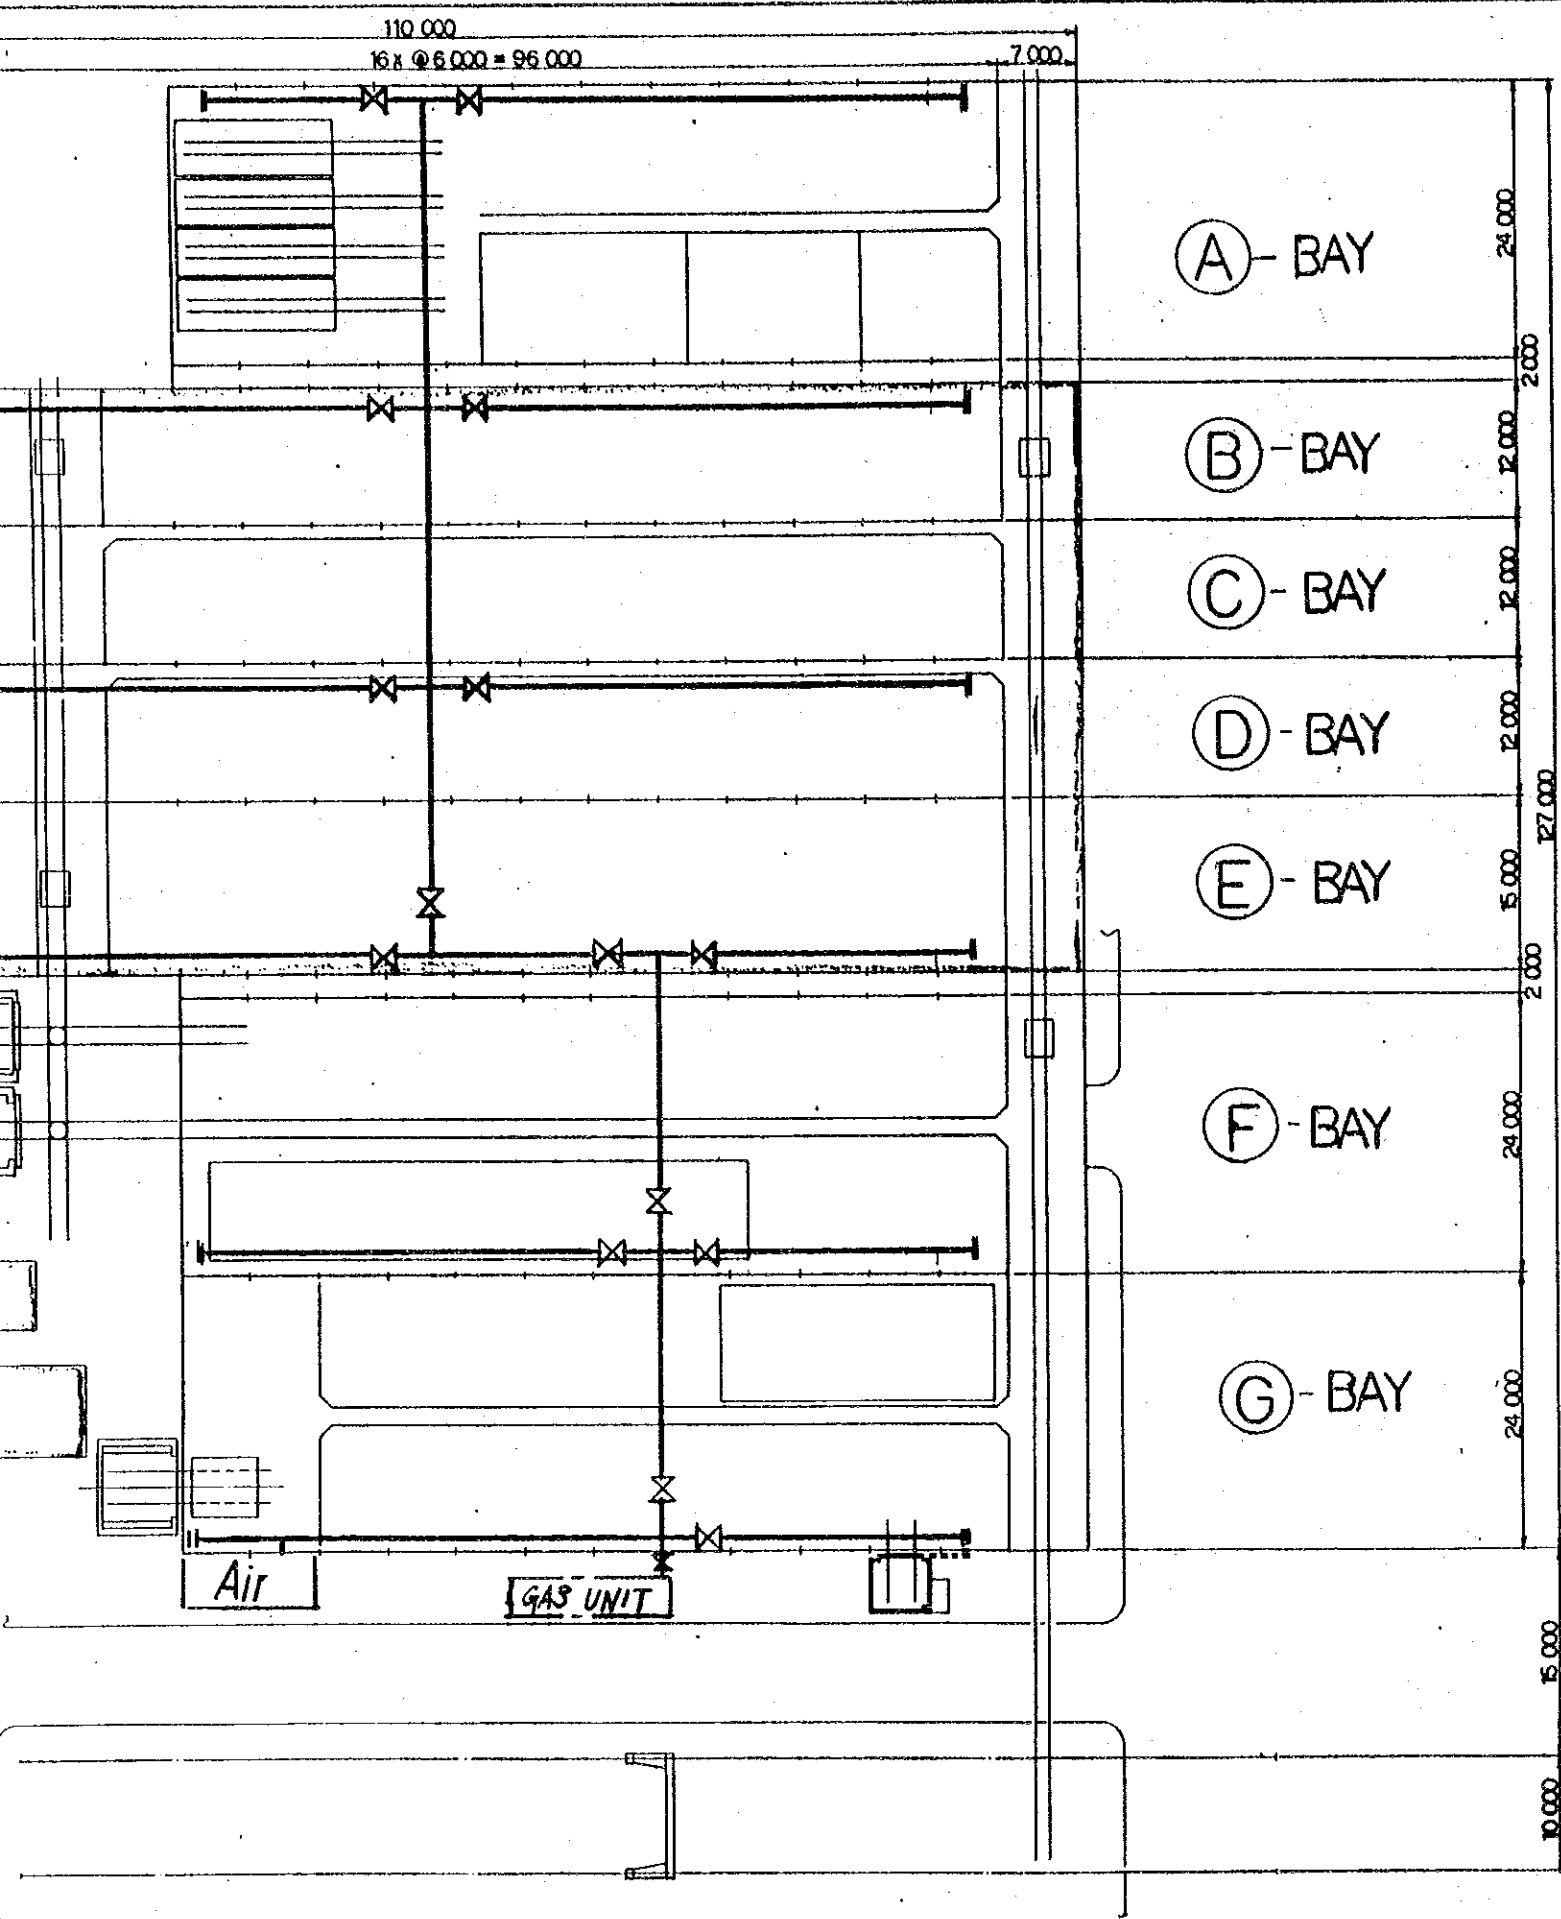 110 000
16 x @ 6 000 = 96 000
7 000
24 000
A - BAY
2 000
12 000
B - BAY
12 000
C - BAY
12 000
D - BAY
127 000
15 000
E - BAY
2 000
24 000
F - BAY
24 000
G - BAY
Air
GAS UNIT
15 000
10 000